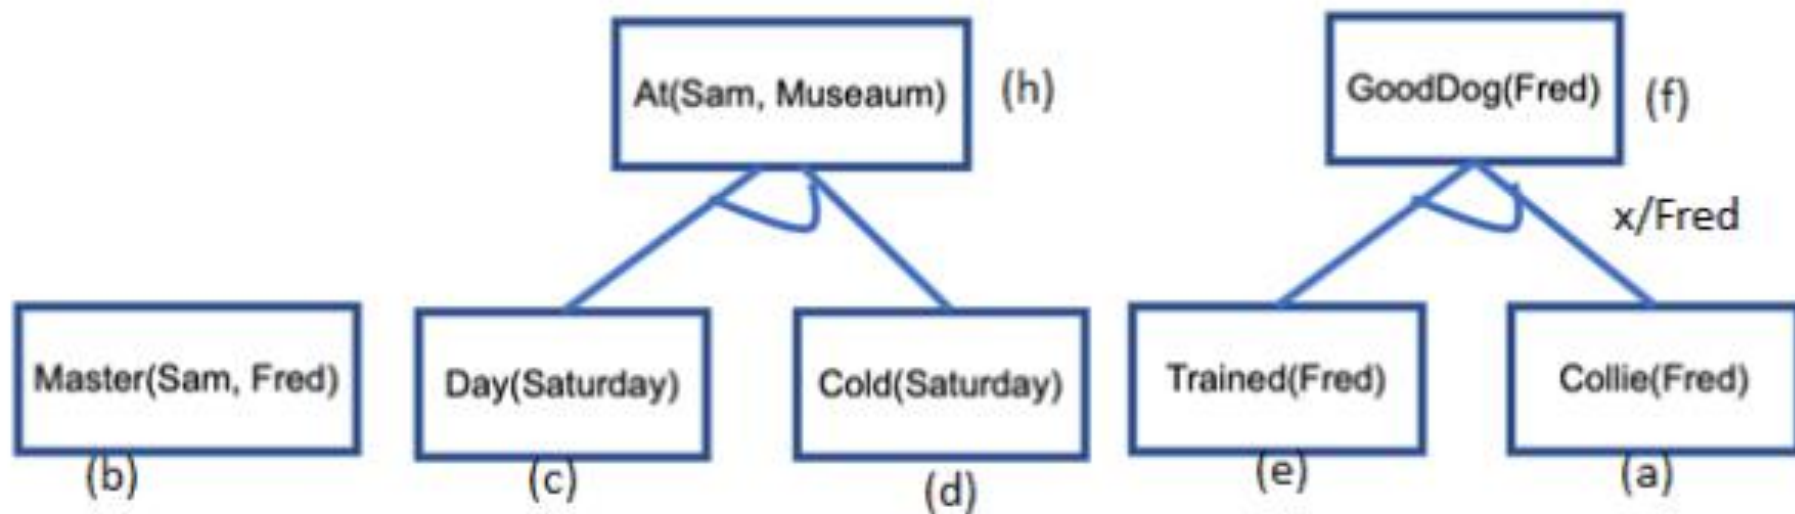 At(Sam, Museaum)
(h)
GoodDog(Fred)
(f)
x/Fred
Master(Sam, Fred)
Day(Saturday)
Cold(Saturday)
Trained(Fred)
Collie(Fred)
(b)
(c)
(d)
(e)
(a)